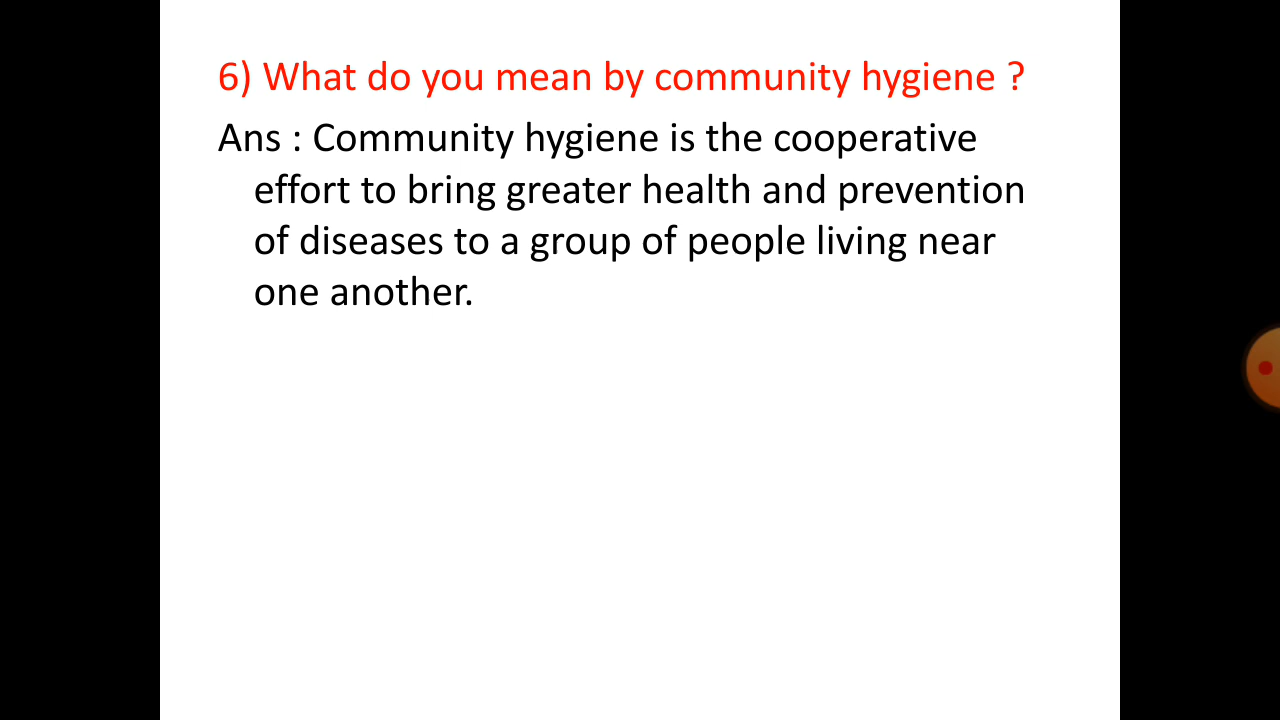 6) What do you mean by community hygiene ?
Ans : Community hygiene is the cooperative
effort to bring greater health and prevention
of diseases to a group of people living near
one another.